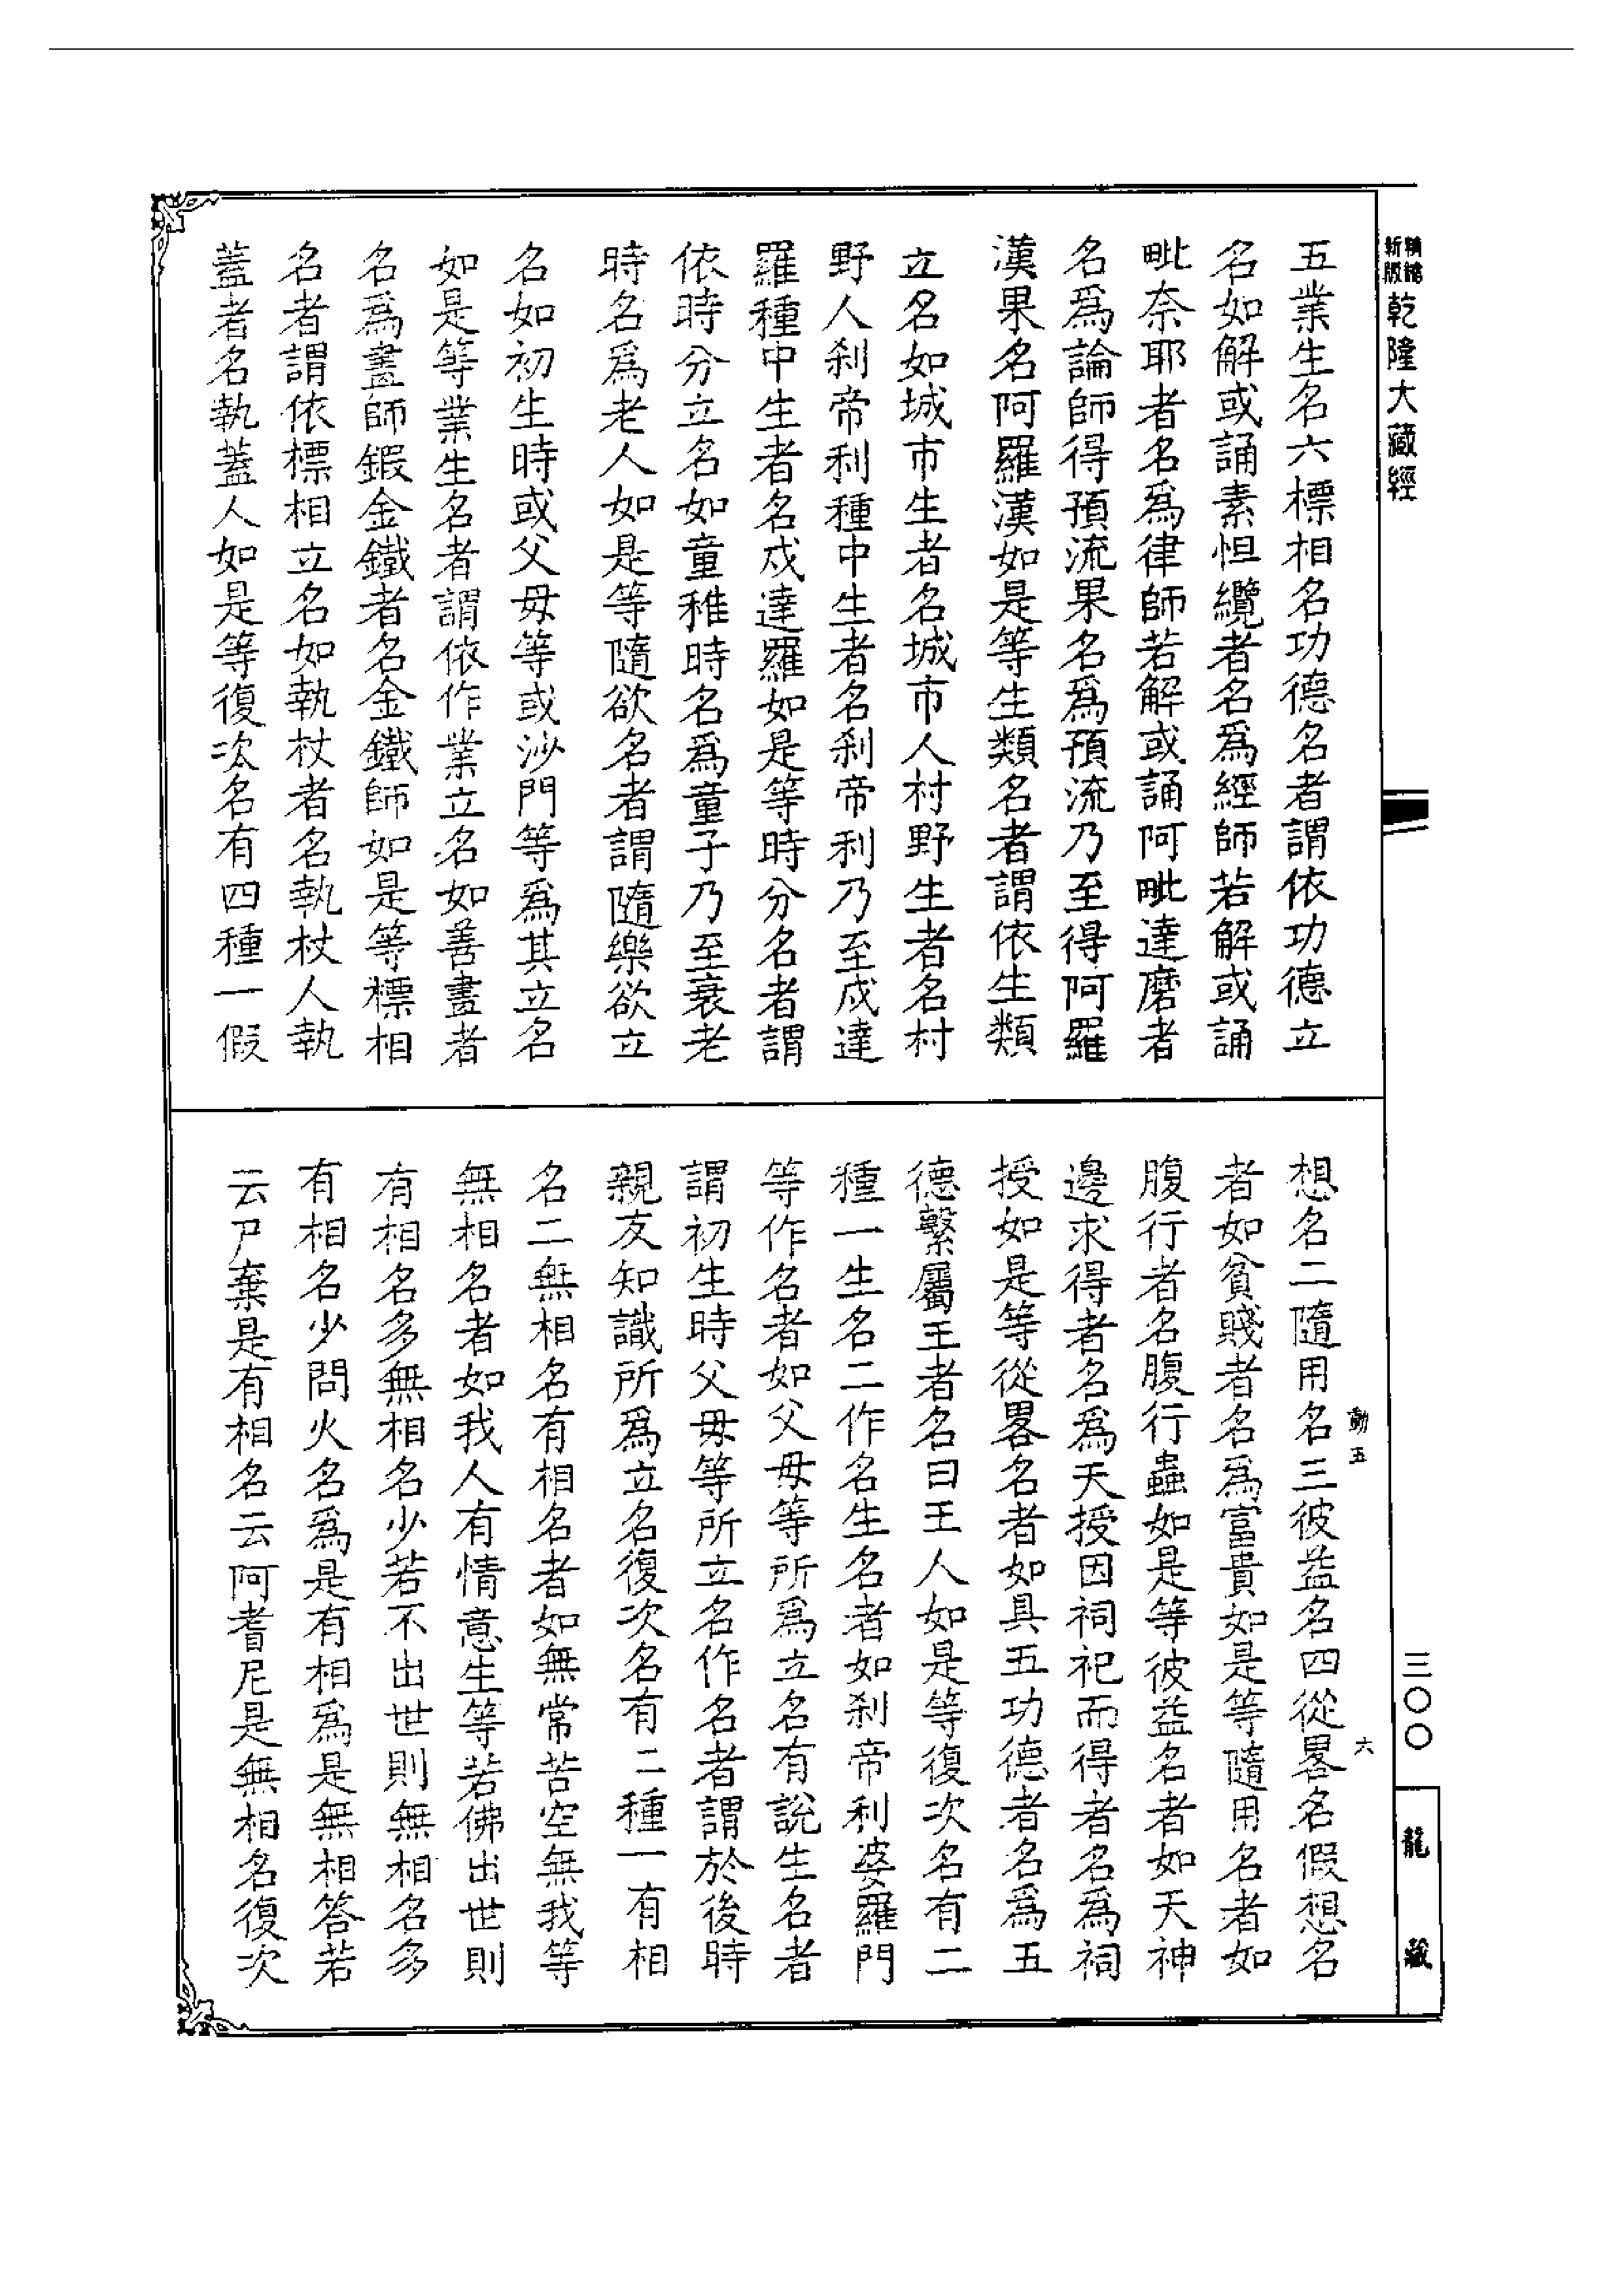 精縮
新版
乾隆大藏經
五業生名六標相名功德名者謂依功德立
名如解或誦素怛纜者名爲經師若解或誦
毗奈耶者名爲律師若解或誦阿毗達磨者
名爲論師得預流果名爲預流乃至得阿羅
漢果名阿羅漢如是等生類名者謂依生類
立名如城市生者名城市人村野生者名村
野人刹帝利種中生者名刹帝利乃至戍達
羅種中生者名戍達羅如是等時分名者謂
依時分立名如童稚時名爲童子乃至衰老
時名爲老人如是等隨欲名者謂隨樂欲立
名如初生時或父母等或沙門等爲其立名
如是等業生名者謂依作業立名如善畫者
名爲畫師鍛金鐵者名金鐵師如是等標相
名者謂依標相立名如執杖者名執杖人執
蓋者名執蓋人如是等復次名有四種一假
想名二隨用名三彼益名四從畧名假想名
者如貧賤者名爲富貴如是等隨用名者如
腹行者名腹行蟲如是等彼益名者如天神
邊求得者名爲天授因祠祀而得者名爲祠
授如是等從畧名者如具五功德者名爲五
德繫屬王者名曰王人如是等復次名有二
種一生名二作名生名者如刹帝利婆羅門
等作名者如父母等所爲立名有說生名者
謂初生時父母等所立名作名者謂於後時
親友知識所爲立名復次名有二種一有相
名二無相名有相名者如無常苦空無我等
無相名者如我人有情意生等若佛出世則
有相名多無相名少若不出世則無相名多
有相名少問火名爲是有相爲是無相答若
云尸棄是有相名云阿耆尼是無相名復次
動五
六
三〇〇
龍藏